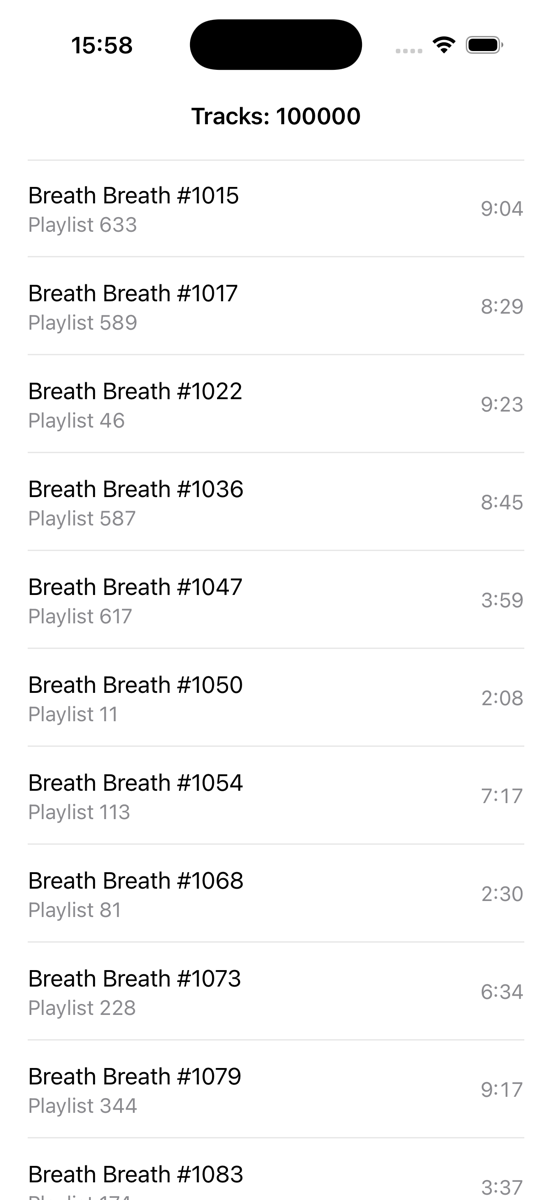 15:58
Tracks: 100000
Breath Breath #1015
Playlist 633
9:04
Breath Breath #1017
Playlist 589
8:29
Breath Breath #1022
Playlist 46
9:23
Breath Breath #1036
Playlist 587
8:45
Breath Breath #1047
Playlist 617
3:59
Breath Breath #1050
Playlist 11
2:08
Breath Breath #1054
Playlist 113
7:17
Breath Breath #1068
Playlist 81
2:30
Breath Breath #1073
Playlist 228
6:34
Breath Breath #1079
Playlist 344
9:17
Breath Breath #1083
Playlist
3:37